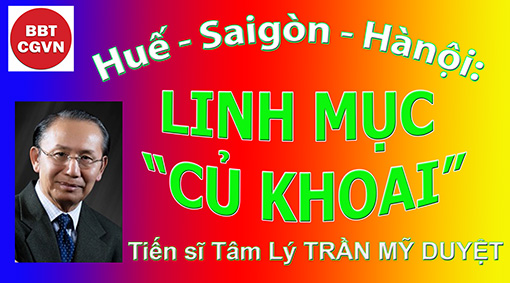 BBT
CGVN
Huế - Saigòn - Hànội:
LINH MỤC
“CỦ KHOAI”
Tiến sĩ Tâm Lý TRẦN MỸ DUYỆT